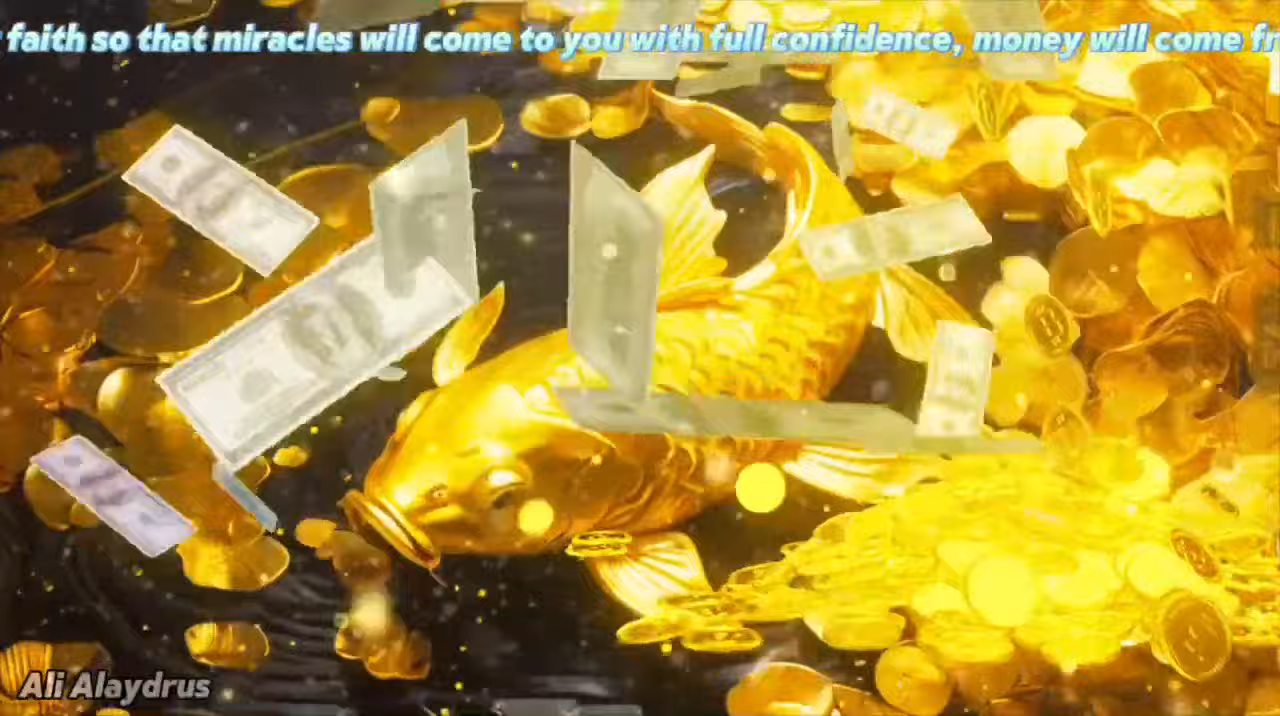 faith so that miracles will come to you with full confidence, money will come
Ali Alaydrus